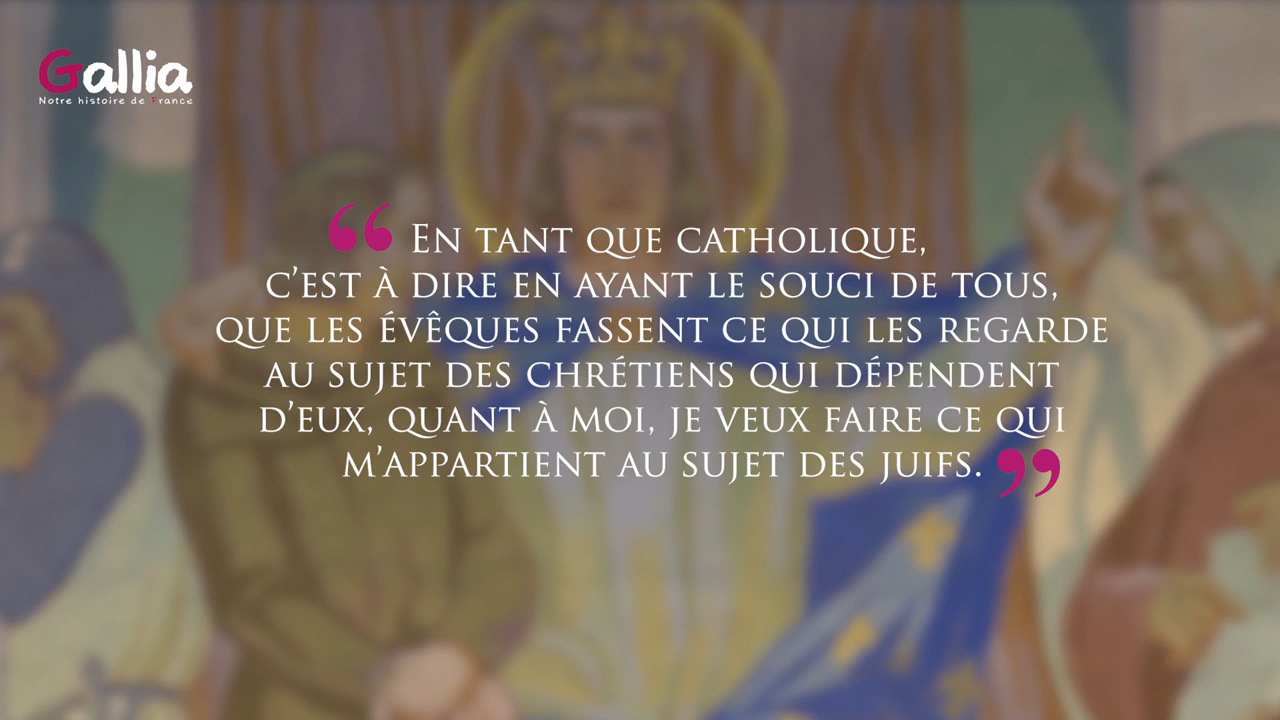 Gallia
Notre histoire de France
“ En tant que catholique,
c’est à dire en ayant le souci de tous,
que les évêques fassent ce qui les regarde
au sujet des chrétiens qui dépendent
d’eux, quant à moi, je veux faire ce qui
m’appartient au sujet des juifs. ”